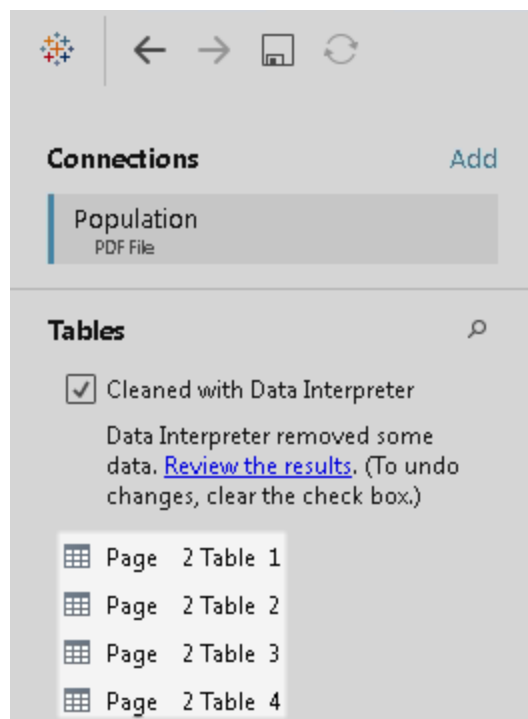 Connections Add
Population
PDF File
Tables
Cleaned with Data Interpreter
Data Interpreter removed some
data. Review the results. (To undo
changes, clear the check box.)
Page 2 Table 1
Page 2 Table 2
Page 2 Table 3
Page 2 Table 4